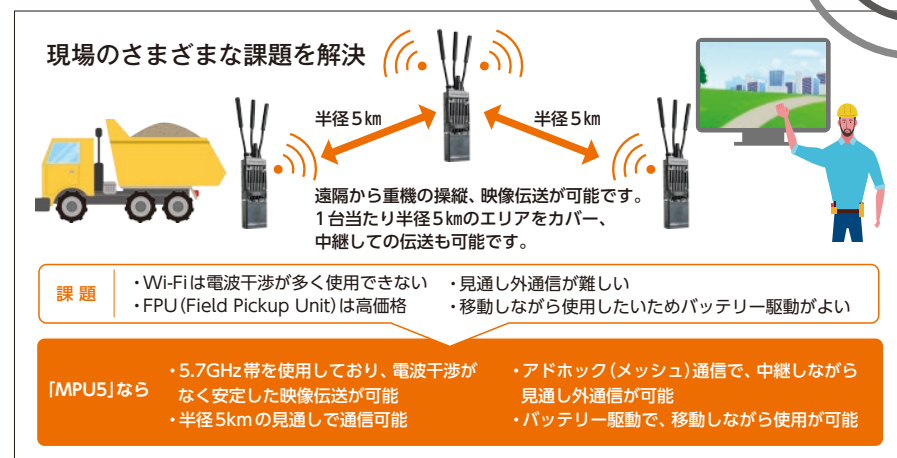 現場のさまざまな課題を解決
半径5㎞
半径5㎞
遠隔から重機の操縦、映像伝送が可能です。
1台当たり半径5㎞のエリアをカバー、
中継しての伝送も可能です。
課題
・Wi-Fiは電波干渉が多く使用できない
・FPU(Field Pickup Unit)は高価格
・見通し外通信が難しい
・移動しながら使用したいためバッテリー駆動がよい
「MPU5」なら
・5.7GHz帯を使用しており、電波干渉が
なく安定した映像伝送が可能
・半径5kmの見通しで通信可能
・アドホック(メッシュ)通信で、中継しながら
見通し外通信が可能
・バッテリー駆動で、移動しながら使用が可能